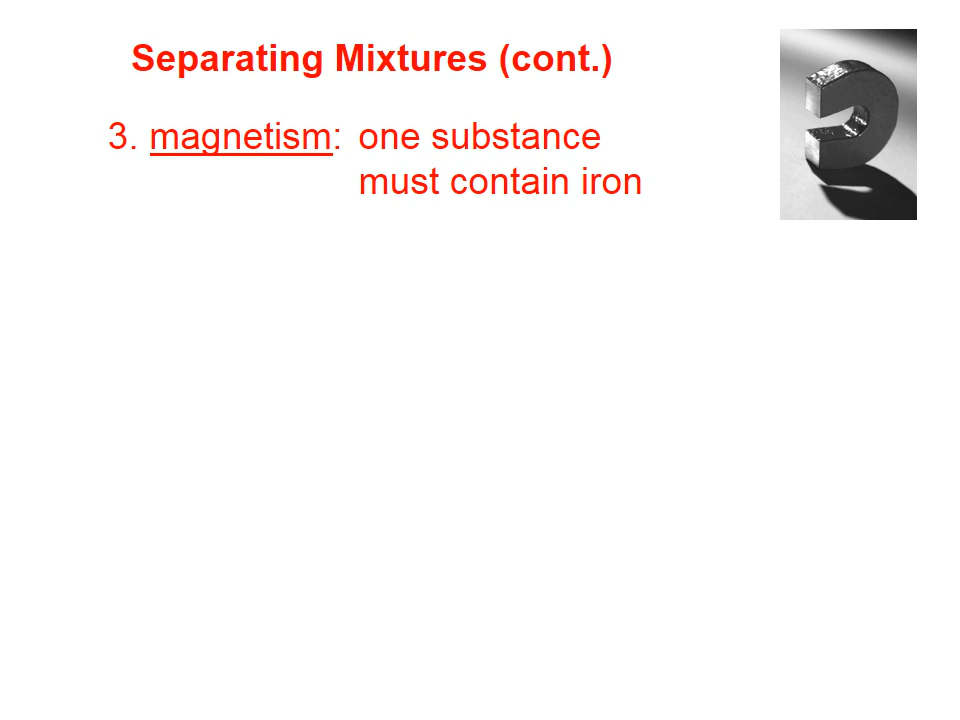 Separating Mixtures (cont.)
3. magnetism: one substance
must contain iron